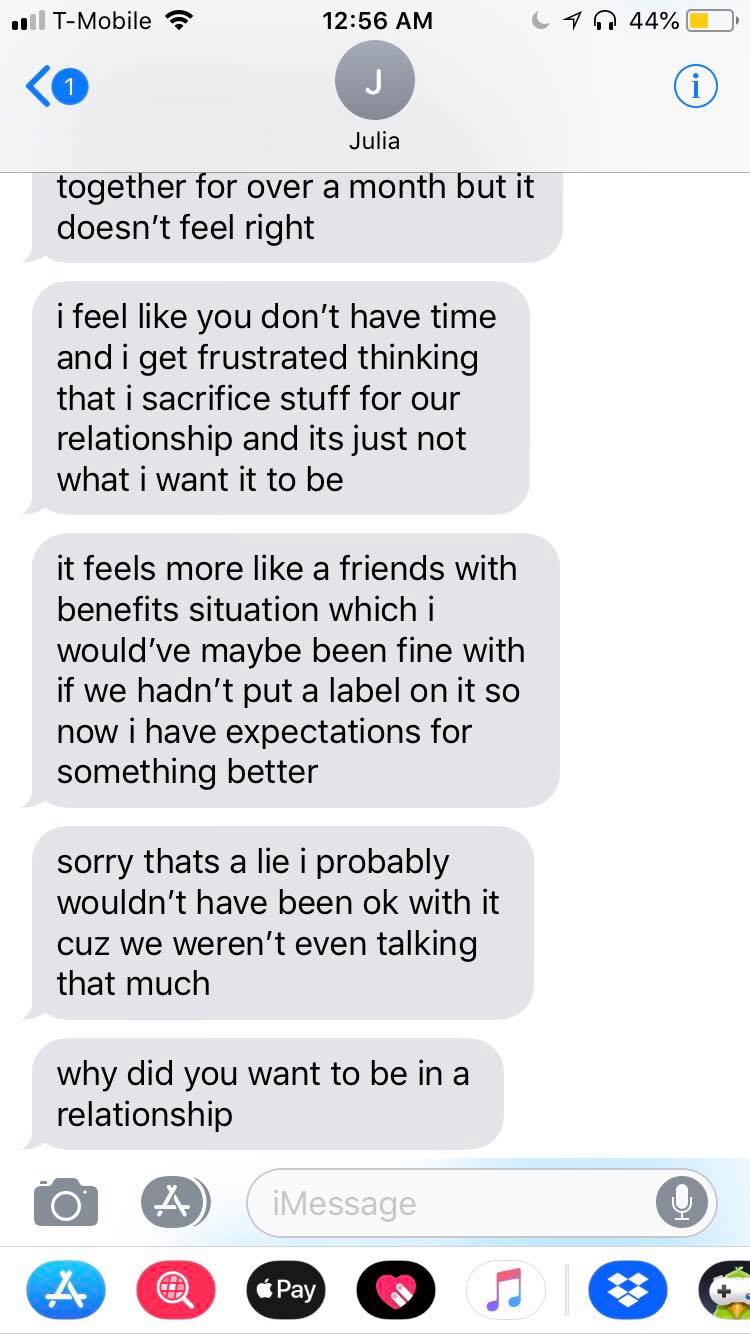 T-Mobile 12:56 AM 44%
1
J
Julia
together for over a month but it
doesn’t feel right
i feel like you don’t have time
and i get frustrated thinking
that i sacrifice stuff for our
relationship and its just not
what i want it to be
it feels more like a friends with
benefits situation which i
would’ve maybe been fine with
if we hadn’t put a label on it so
now i have expectations for
something better
sorry thats a lie i probably
wouldn’t have been ok with it
cuz we weren’t even talking
that much
why did you want to be in a
relationship
iMessage
Pay